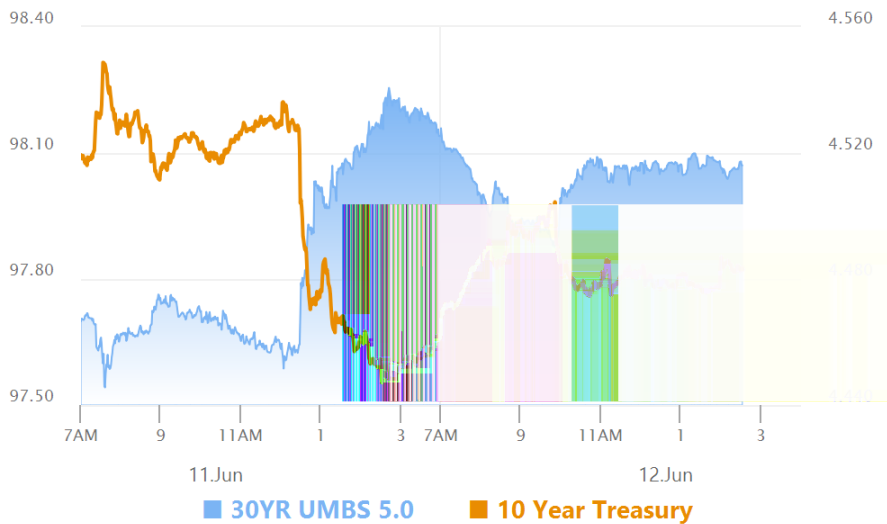 98.40 4.560
98.10 4.520
97.80 4.480
97.50
7AM 9 11AM 1 3 7AM 9 11AM 1 3
11.Jun 12.Jun
30YR UMBS 5.0 10 Year Treasury